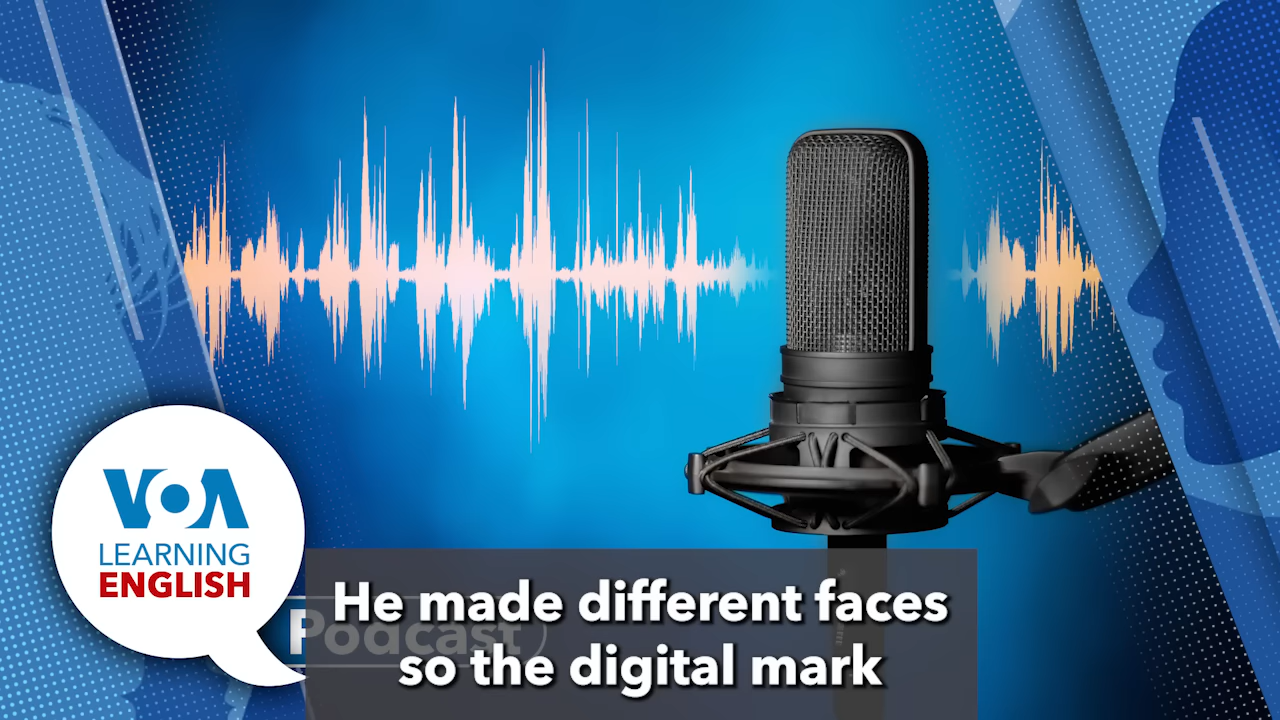 VOA
LEARNING
ENGLISH
Podcast
He made different faces
so the digital mark